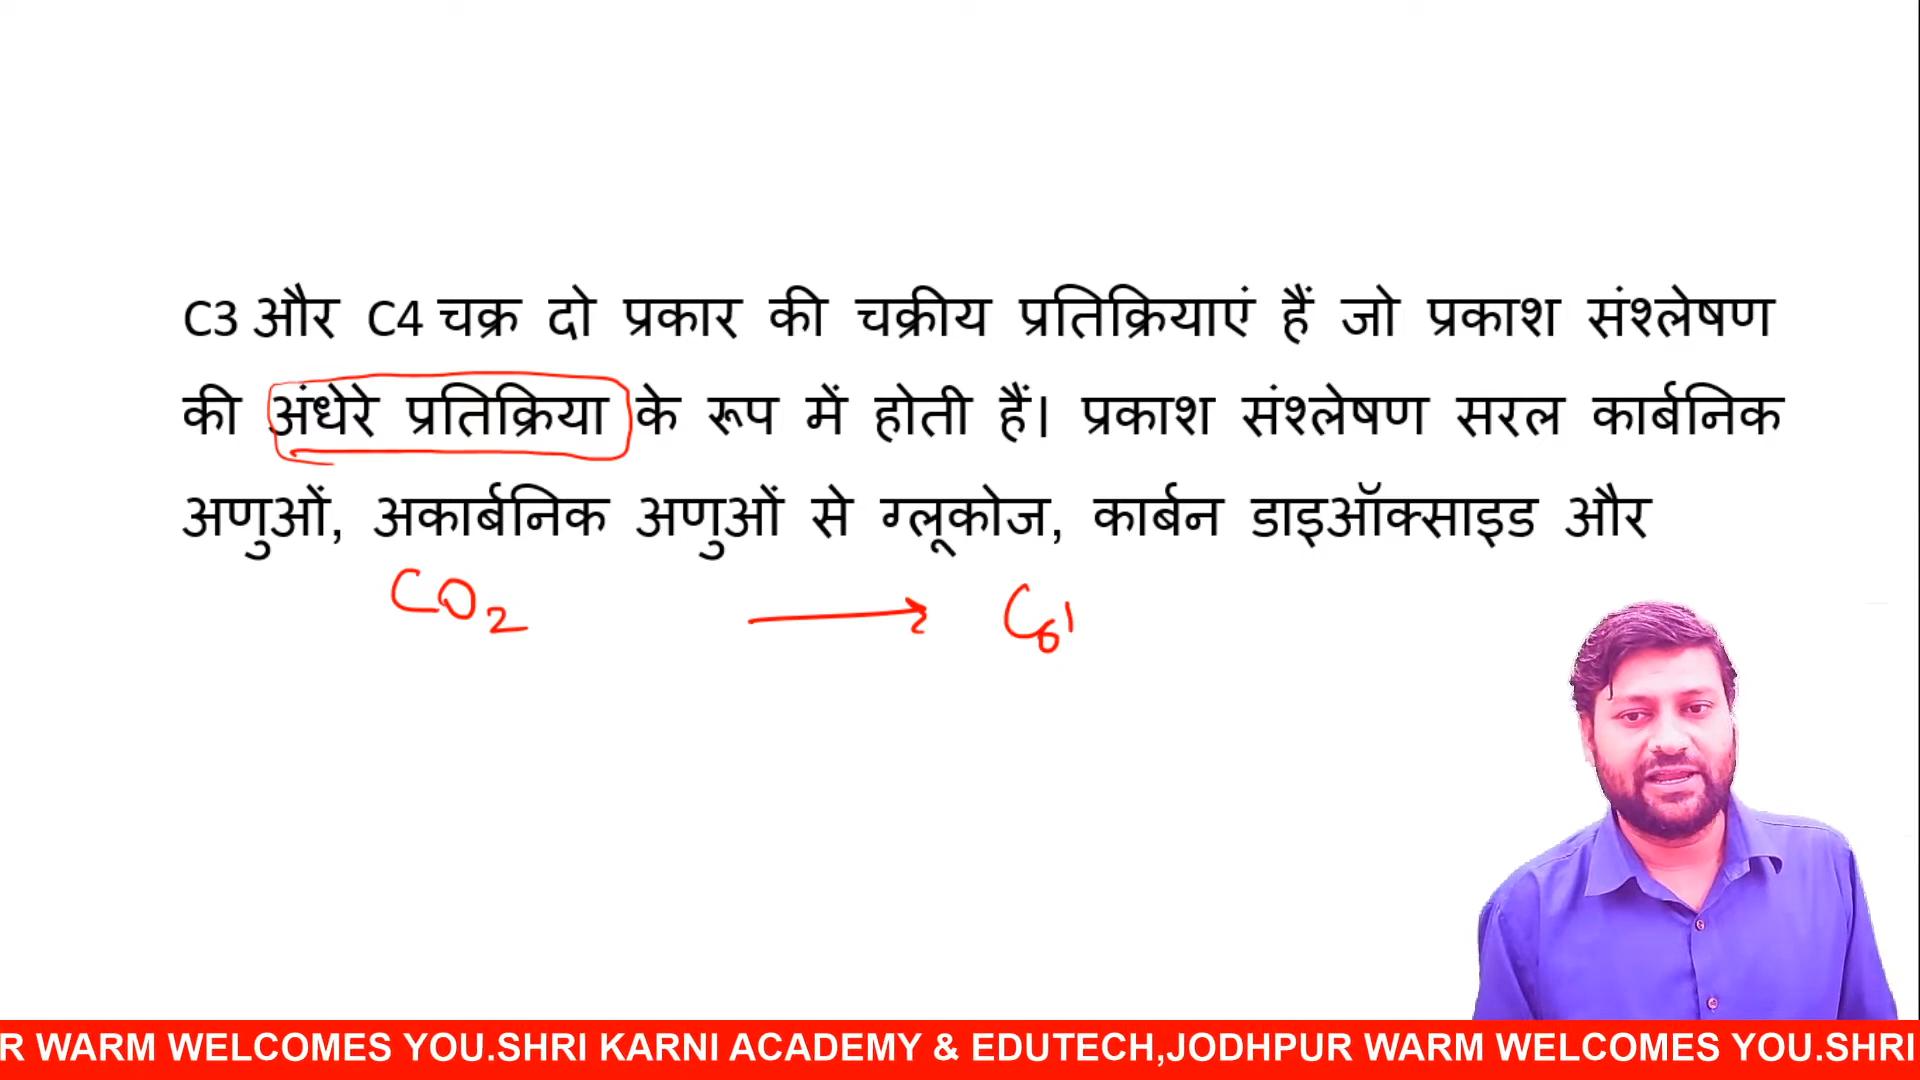 C3 और C4 चक्र दो प्रकार की चक्रीय प्रतिक्रियाएं हैं जो प्रकाश संश्लेषण
की अंधेरे प्रतिक्रिया के रूप में होती हैं। प्रकाश संश्लेषण सरल कार्बनिक
अणुओं, अकार्बनिक अणुओं से ग्लूकोज, कार्बन डाइऑक्साइड और
CO2 → C6
R WARM WELCOMES YOU.SHRI KARNI ACADEMY & EDUTECH,JODHPUR WARM WELCOMES YOU.SHRI